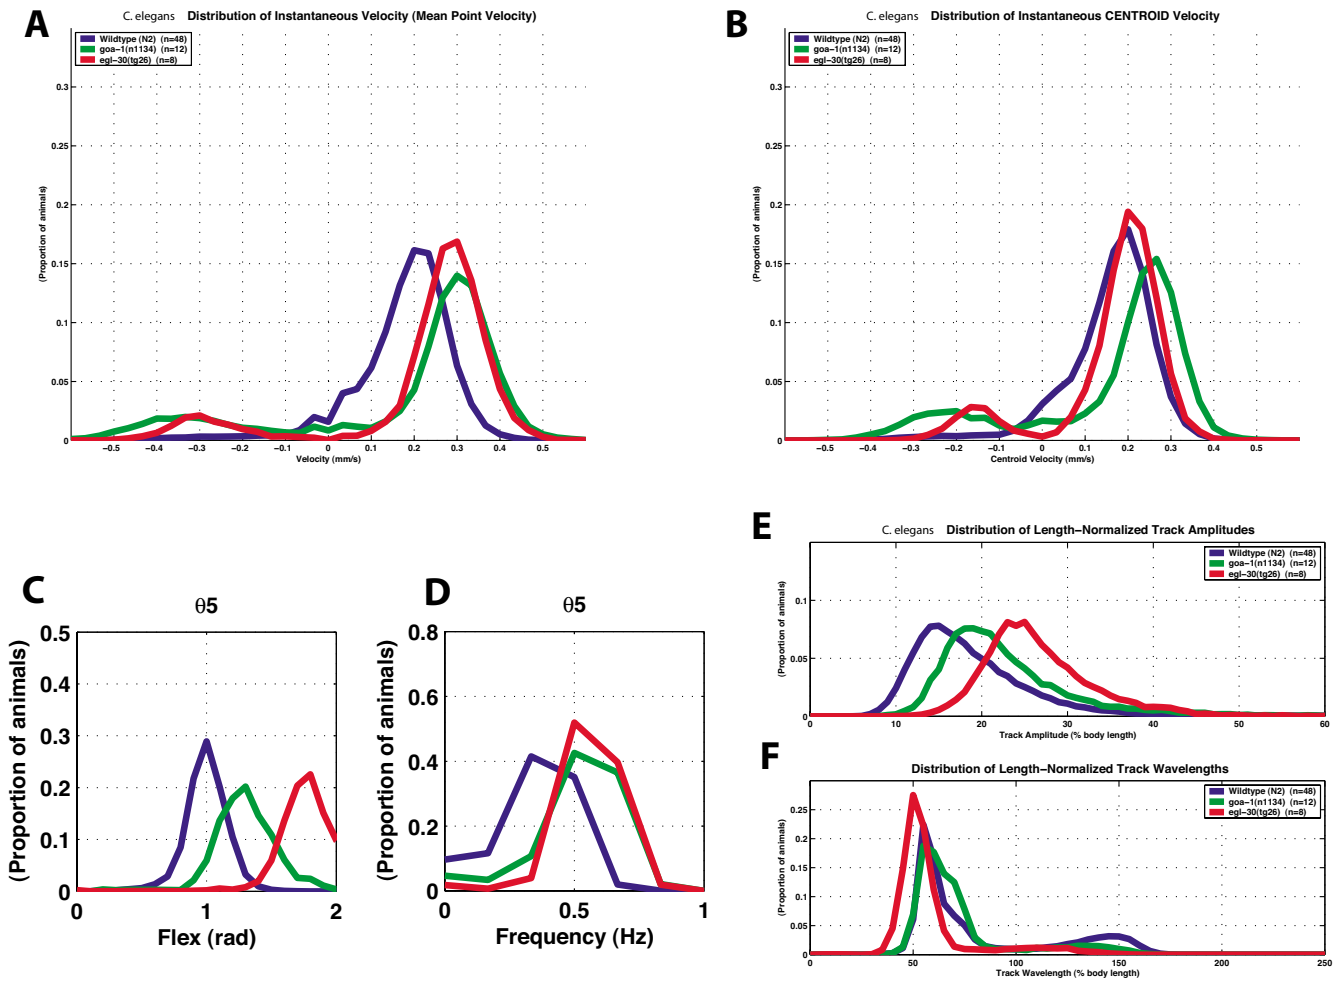 A
C. elegans Distribution of Instantaneous Velocity (Mean Point Velocity)
Wildtype (N2) (n=48)
goa−1(n1134) (n=12)
egl−30(tg26) (n=8)
0.3
0.25
0.2
0.15
0.1
0.05
0
(Proportion of animals)
−0.5 −0.4 −0.3 −0.2 −0.1 0 0.1 0.2 0.3 0.4 0.5
Velocity (mm/s)
B
C. elegans Distribution of Instantaneous CENTROID Velocity
Wildtype (N2) (n=48)
goa−1(n1134) (n=12)
egl−30(tg26) (n=8)
0.3
0.25
0.2
0.15
0.1
0.05
0
(Proportion of animals)
−0.5 −0.4 −0.3 −0.2 −0.1 0 0.1 0.2 0.3 0.4 0.5
Centroid Velocity (mm/s)
C
θ5
0.5
0.4
0.3
0.2
0.1
0
(Proportion of animals)
0 1 2
Flex (rad)
D
θ5
0.8
0.6
0.4
0.2
0
(Proportion of animals)
0 0.5 1
Frequency (Hz)
E
C. elegans Distribution of Length−Normalized Track Amplitudes
Wildtype (N2) (n=48)
goa−1(n1134) (n=12)
egl−30(tg26) (n=8)
0.1
0.05
0
(Proportion of animals)
0 10 20 30 40 50 60
Track Amplitude (% body length)
F
Distribution of Length−Normalized Track Wavelengths
Wildtype (N2) (n=48)
goa−1(n1134) (n=12)
egl−30(tg26) (n=8)
0.25
0.2
0.15
0.1
0.05
0
(Proportion of animals)
0 50 100 150 200 250
Track Wavelength (% body length)